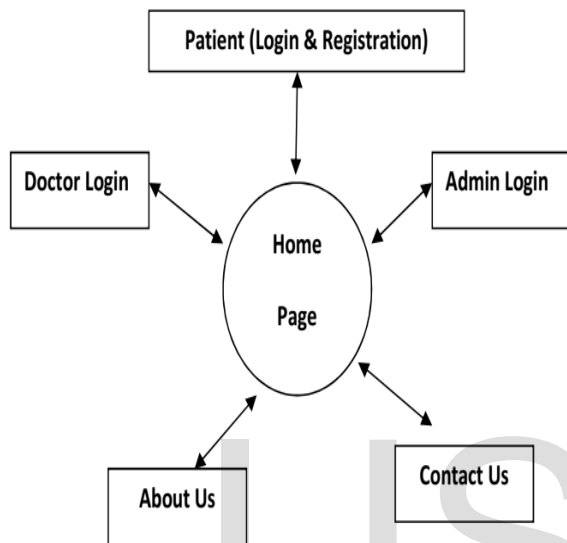 Patient (Login & Registration)
Doctor Login
Admin Login
Home
Page
About Us
Contact Us